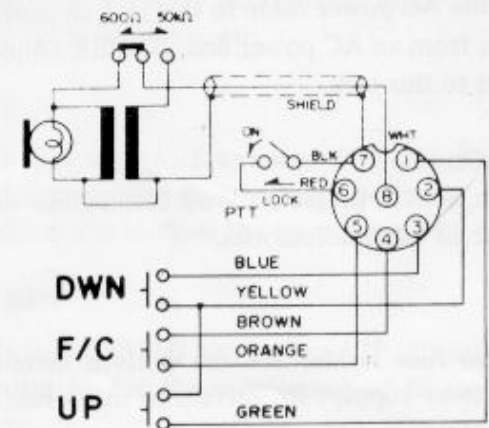 600Ω 50kΩ
SHIELD
ON
BLK
WHT
RED
LOCK
PTT
7 1
6 8 2
5 4 3
BLUE
DWN
YELLOW
BROWN
F/C
ORANGE
UP
GREEN